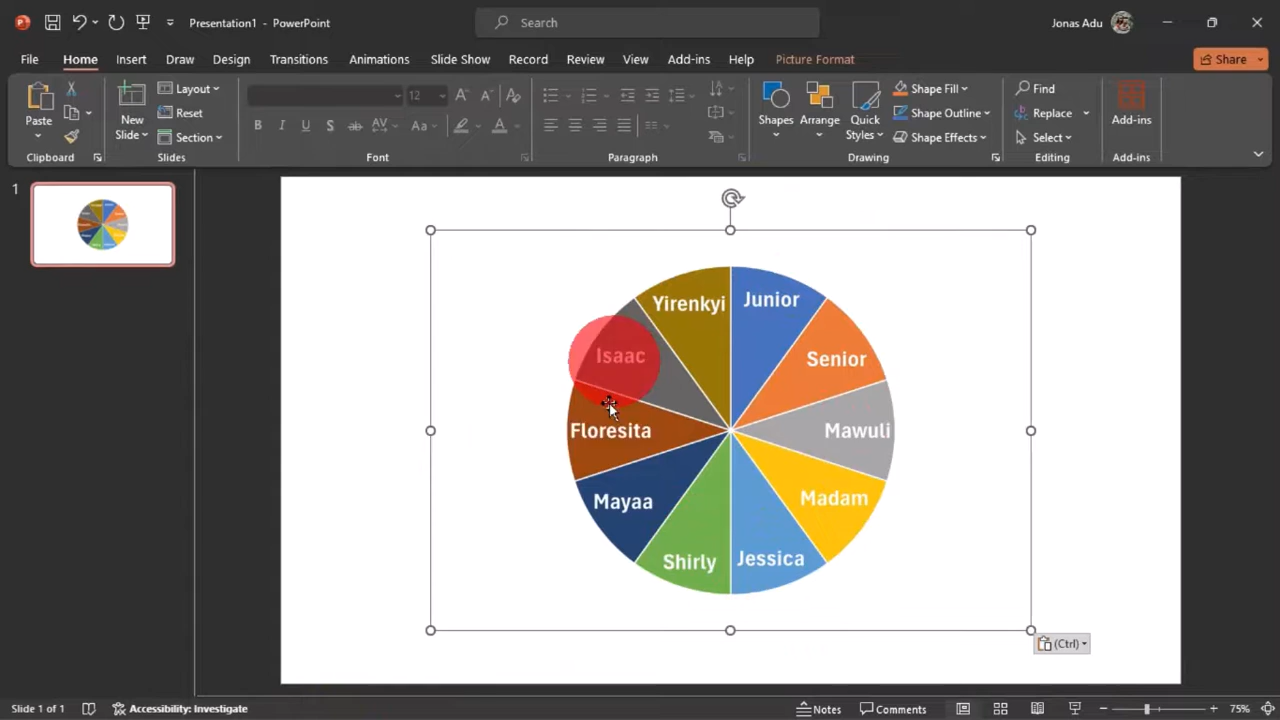 Presentation1 - PowerPoint
Search
Jonas Adu
File Home Insert Draw Design Transitions Animations Slide Show Record Review View Add-ins Help Picture Format Share
Paste
Clipboard
New
Slide
Layout
Reset
Section
Slides
12
B I U S ab AV Aa A
Font
Paragraph
Shapes
Arrange
Quick
Styles
Shape Fill
Shape Outline
Shape Effects
Drawing
Find
Replace
Select
Editing
Add-ins
Add-ins
1
Yirenkyi
Junior
Isaac
Senior
Floresita
Mawuli
Mayaa
Madam
Shirly
Jessica
(Ctrl)
Slide 1 of 1
Accessibility: Investigate
Notes
Comments
75%